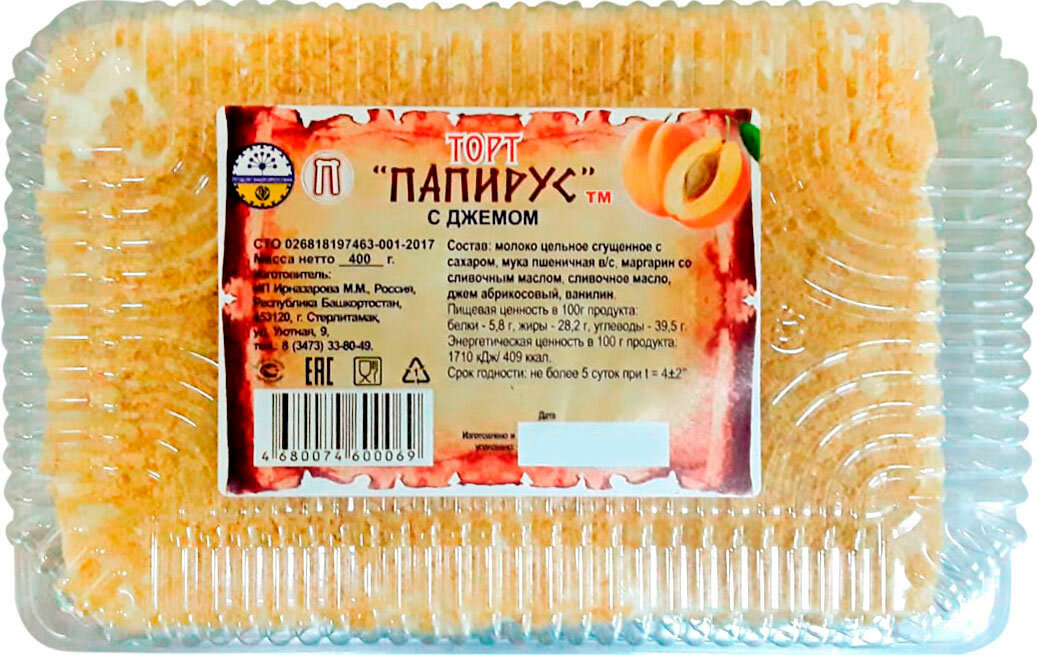 ТОРТ
"ПАПИРУС" ТМ
С ДЖЕМОМ
П
СТО 026818197463-001-2017
Масса нетто 400 г.
Изготовитель:
ИП Ирназарова М.М., Россия,
Республика Башкортостан,
453120, г. Стерлитамак,
ул. Уютная, 9,
тел.: 8 (3473) 33-80-49.
EAC
4 680074 600069
Состав: молоко цельное сгущенное с
сахаром, мука пшеничная в/с, маргарин со
сливочным маслом, сливочное масло,
джем абрикосовый, ванилин.
Пищевая ценность в 100г продукта:
белки - 5,8 г, жиры - 28,2 г, углеводы - 39,5 г.
Энергетическая ценность в 100 г продукта:
1710 кДж/ 409 ккал.
Срок годности: не более 5 суток при t = 4±2°
Дата
Изготовлено и
упаковано: